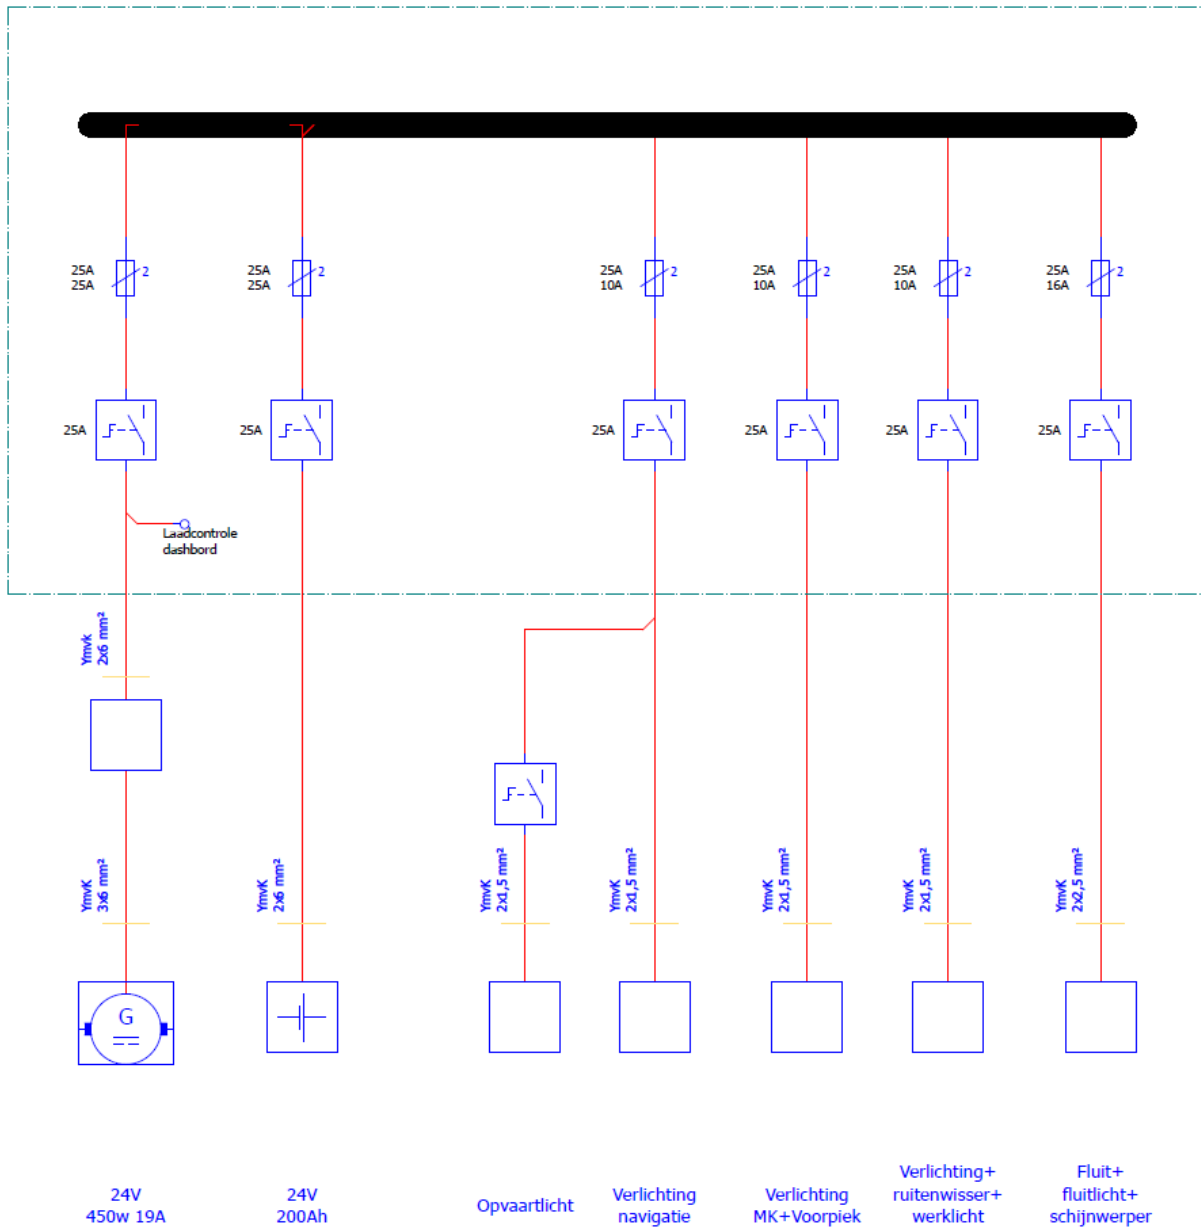 25A
25A
2
25A
25A
2
25A
10A
2
25A
10A
2
25A
10A
2
25A
16A
2
25A
25A
25A
25A
25A
25A
Laadcontrole
dashbord
Ymvk
2x6 mm²
YmvK
3x6 mm²
YmvK
2x6 mm²
YmvK
2x1,5 mm²
YmvK
2x1,5 mm²
YmvK
2x1,5 mm²
YmvK
2x1,5 mm²
YmvK
2x2,5 mm²
G
24V
450w 19A
24V
200Ah
Opvaartlicht
Verlichting
navigatie
Verlichting
MK+Voorpiek
Verlichting+
ruitenwisser+
werklicht
Fluit+
fluitlicht+
schijnwerper